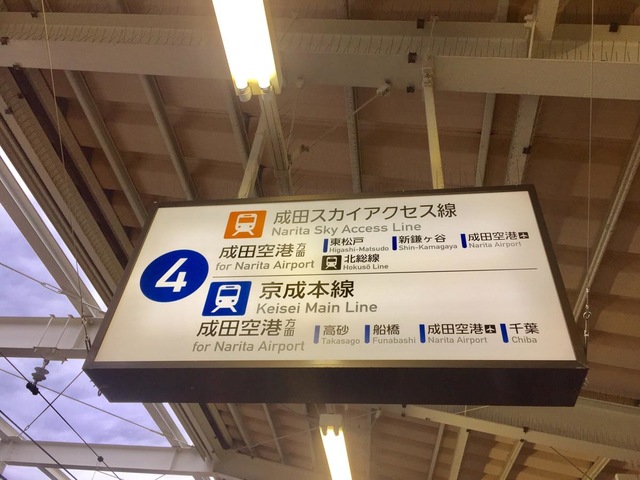 4
成田スカイアクセス線
Narita Sky Access Line
成田空港方面 東松戸 新鎌ヶ谷 成田空港
for Narita Airport Higashi-Matsudo Shin-Kamagaya Narita Airport
北総線
Hokusō Line
京成本線
Keisei Main Line
成田空港方面 高砂 船橋 成田空港 千葉
for Narita Airport Takasago Funabashi Narita Airport Chiba